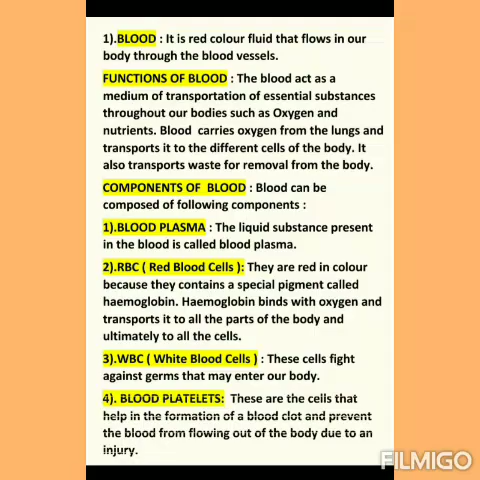 1).BLOOD : It is red colour fluid that flows in our
body through the blood vessels.
FUNCTIONS OF BLOOD : The blood act as a
medium of transportation of essential substances
throughout our bodies such as Oxygen and
nutrients. Blood carries oxygen from the lungs and
transports it to the different cells of the body. It
also transports waste for removal from the body.
COMPONENTS OF BLOOD : Blood can be
composed of following components :
1).BLOOD PLASMA : The liquid substance present
in the blood is called blood plasma.
2).RBC ( Red Blood Cells ): They are red in colour
because they contains a special pigment called
haemoglobin. Haemoglobin binds with oxygen and
transports it to all the parts of the body and
ultimately to all the cells.
3).WBC ( White Blood Cells ) : These cells fight
against germs that may enter our body.
4). BLOOD PLATELETS: These are the cells that
help in the formation of a blood clot and prevent
the blood from flowing out of the body due to an
injury.
FILMIGO